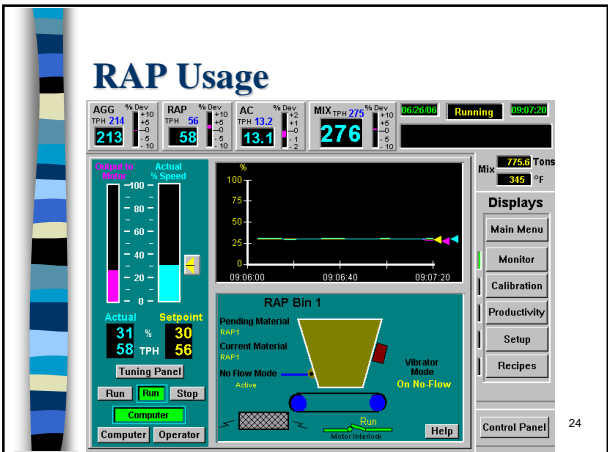 RAP Usage
AGG % Dev
TPH 214
213
+10
+5
0
- 5
- 10
RAP % Dev
TPH 56
58
+10
+5
0
- 5
- 10
AC % Dev
TPH 13.2
13.1
+2
+1
0
- 1
- 2
MIX TPH 275 % Dev
276
+10
+5
0
- 5
- 10
06/26/06 Running 09:07:20
Mix 775.6 Tons
345 °F
Output to Motor
Actual % Speed
100
80
60
40
20
0
Actual Setpoint
31 % 30
58 TPH 56
Tuning Panel
Run Run Stop
Computer
Computer Operator
%
100
75
50
25
0
09:06:00 09:06:40 09:07:20
RAP Bin 1
Pending Material
RAP1
Current Material
RAP1
No Flow Mode
Active
Vibrator Mode
On No-Flow
Run
Motor Interlock
Help
Displays
Main Menu
Monitor
Calibration
Productivity
Setup
Recipes
Control Panel
24